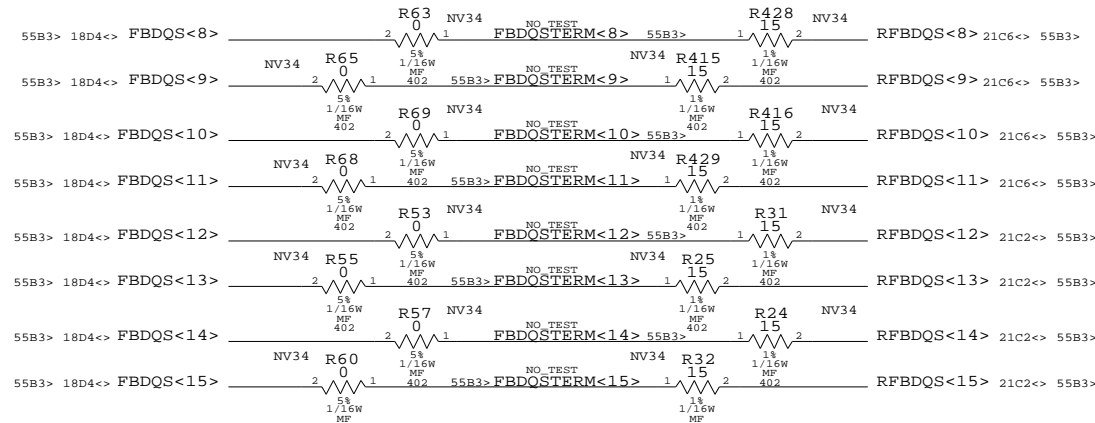 R63 R428
NV34 NO_TEST NV34
0 15
55B3> 18D4<> FBDQS<8> 2 1 FBDQSTERM<8> 55B3> 1 2 RFBDQS<8> 21C6<> 55B3>
5% 1%
1/16W 1/16W
MF MF
402 402
NV34 R65 NV34 R415
0 NO_TEST 15
55B3> 18D4<> FBDQS<9> 2 1 55B3> FBDQSTERM<9> 1 2 RFBDQS<9> 21C6<> 55B3>
5% 1%
1/16W 1/16W
MF MF
402 402
R69 NV34 R416 NV34
0 NO_TEST 15
55B3> 18D4<> FBDQS<10> 2 1 FBDQSTERM<10> 55B3> 1 2 RFBDQS<10> 21C6<> 55B3>
5% 1%
1/16W 1/16W
MF MF
402 402
NV34 R68 NV34 R429
0 NO_TEST 15
55B3> 18D4<> FBDQS<11> 2 1 55B3> FBDQSTERM<11> 1 2 RFBDQS<11> 21C6<> 55B3>
5% 1%
1/16W 1/16W
MF MF
402 402
R53 NV34 R31 NV34
0 NO_TEST 15
55B3> 18D4<> FBDQS<12> 2 1 FBDQSTERM<12> 55B3> 1 2 RFBDQS<12> 21C2<> 55B3>
5% 1%
1/16W 1/16W
MF MF
402 402
NV34 R55 NV34 R25
0 NO_TEST 15
55B3> 18D4<> FBDQS<13> 2 1 55B3> FBDQSTERM<13> 1 2 RFBDQS<13> 21C2<> 55B3>
5% 1%
1/16W 1/16W
MF MF
402 402
R57 NV34 R24 NV34
0 NO_TEST 15
55B3> 18D4<> FBDQS<14> 2 1 FBDQSTERM<14> 55B3> 1 2 RFBDQS<14> 21C2<> 55B3>
5% 1%
1/16W 1/16W
MF MF
402 402
NV34 R60 NV34 R32
0 NO_TEST 15
55B3> 18D4<> FBDQS<15> 2 1 55B3> FBDQSTERM<15> 1 2 RFBDQS<15> 21C2<> 55B3>
5% 1%
1/16W 1/16W
MF MF